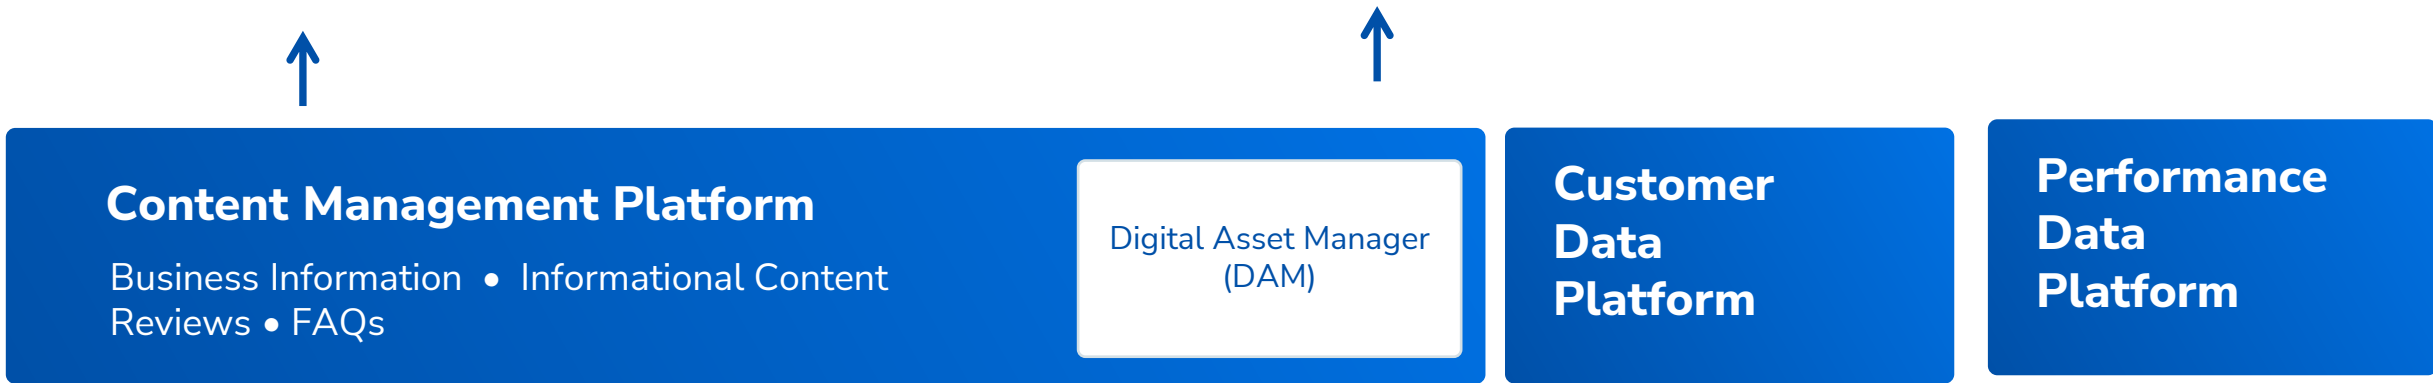 Content Management Platform
Business Information • Informational Content
Reviews • FAQs
Digital Asset Manager
(DAM)
Customer
Data
Platform
Performance
Data
Platform